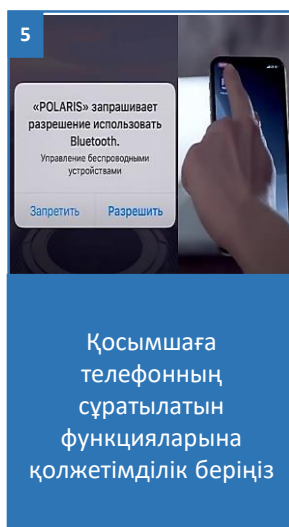 5
«POLARIS» запрашивает
разрешение использовать
Bluetooth.
Управление беспроводными
устройствами
Запретить Разрешить
Қосымшаға
телефонның
сұратылатын
функцияларына
қолжетімділік беріңіз